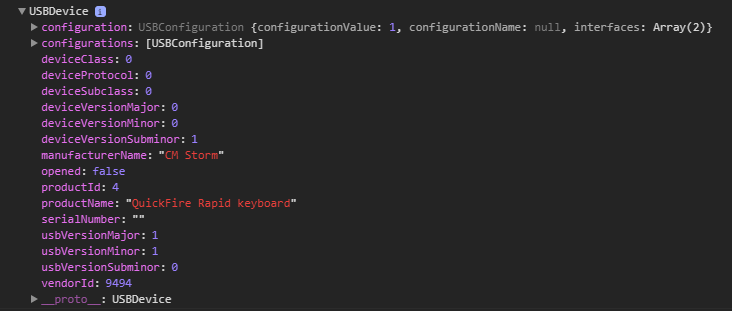 ▼ USBDevice i
▶ configuration: USBConfiguration {configurationValue: 1, configurationName: null, interfaces: Array(2)}
▶ configurations: [USBConfiguration]
deviceClass: 0
deviceProtocol: 0
deviceSubclass: 0
deviceVersionMajor: 0
deviceVersionMinor: 0
deviceVersionSubminor: 1
manufacturerName: "CM Storm"
opened: false
productId: 4
productName: "QuickFire Rapid keyboard"
serialNumber: ""
usbVersionMajor: 1
usbVersionMinor: 1
usbVersionSubminor: 0
vendorId: 9494
▶ __proto__: USBDevice